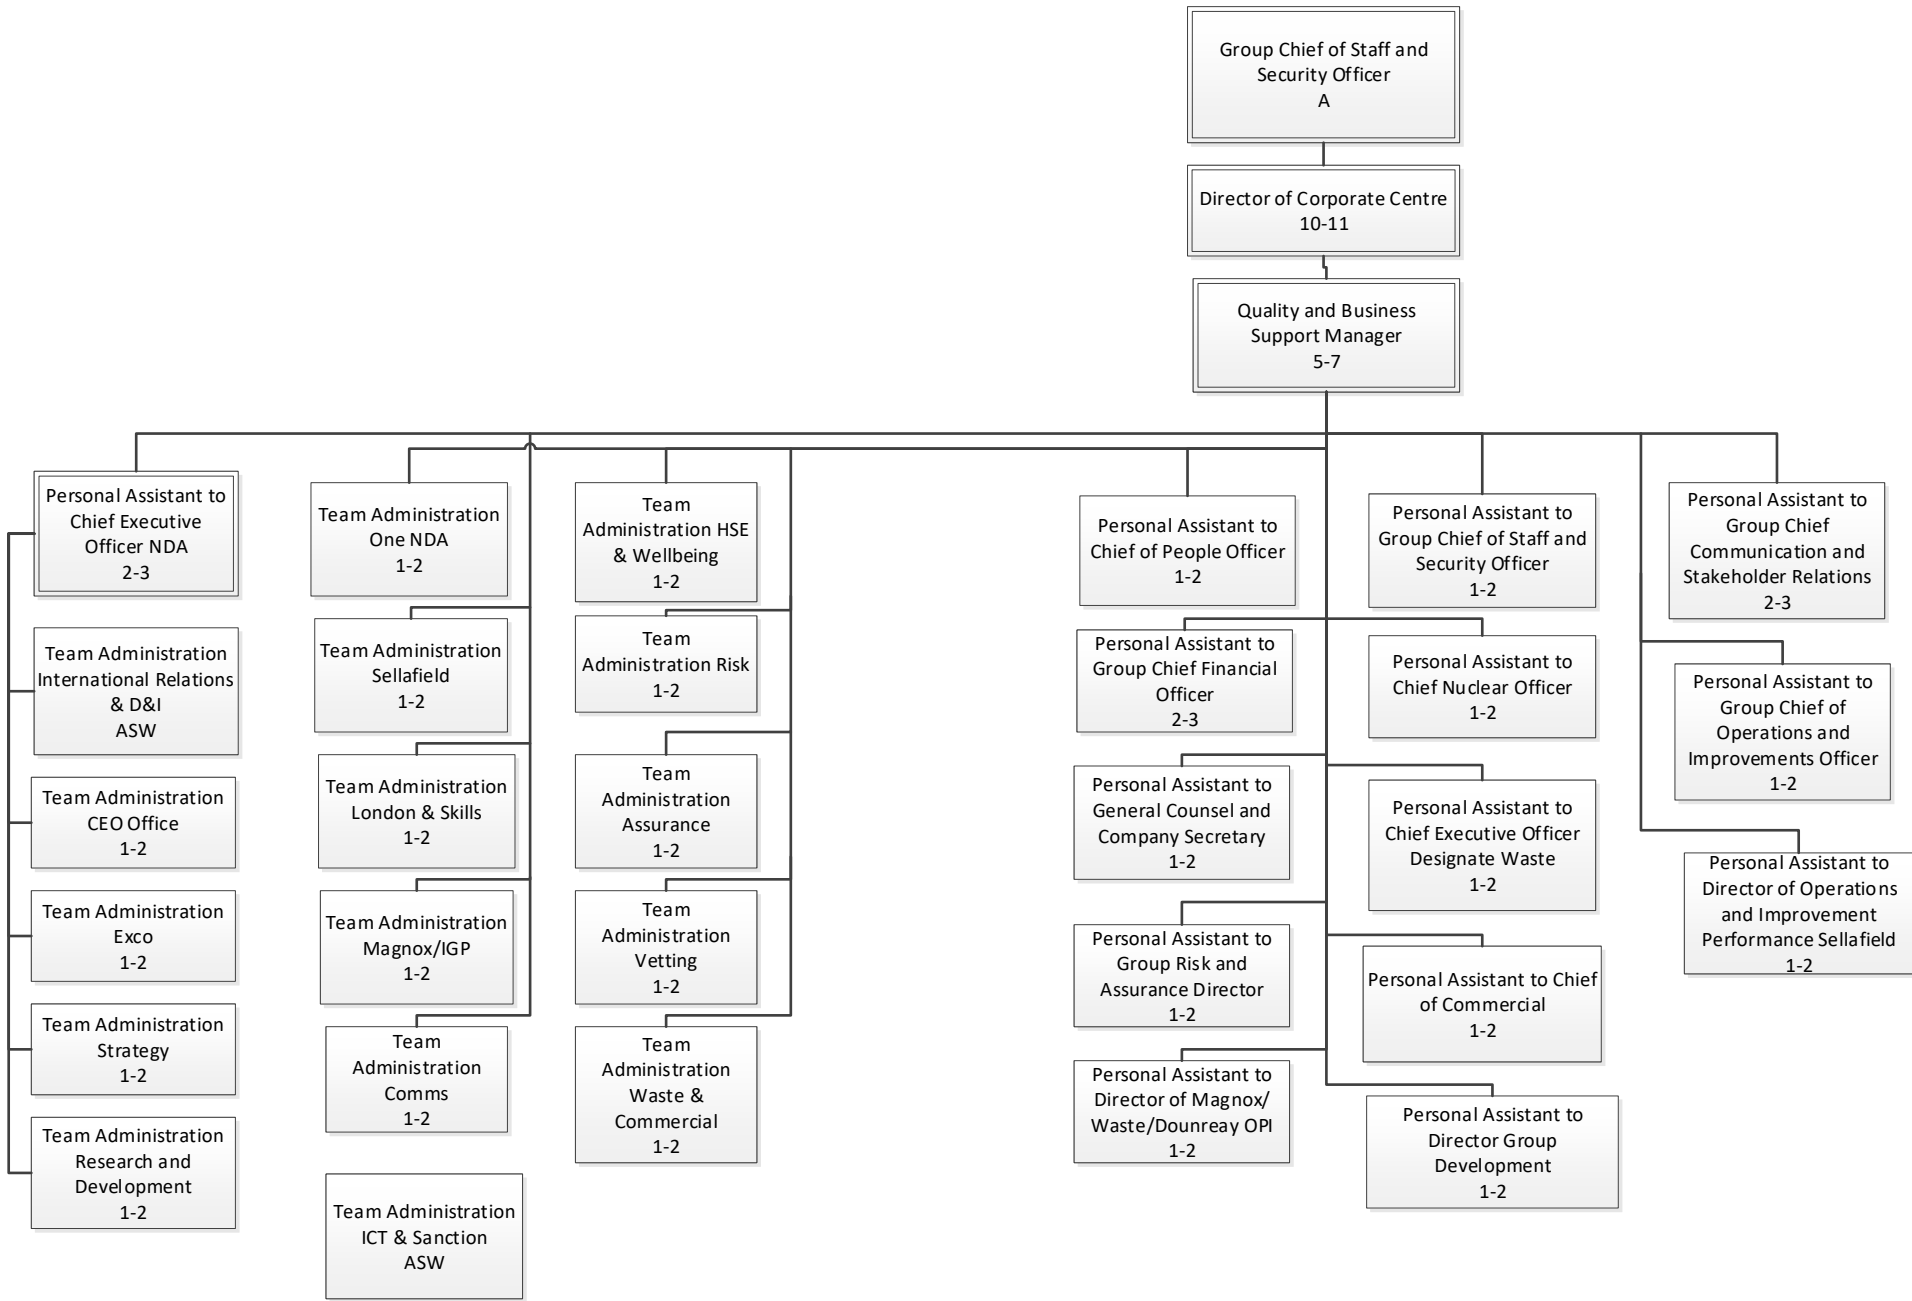 Group Chief of Staff and
Security Officer
A
Director of Corporate Centre
10-11
Quality and Business
Support Manager
5-7
Personal Assistant to
Chief Executive
Officer NDA
2-3
Team Administration
International Relations
& D&I
ASW
Team Administration
CEO Office
1-2
Team Administration
Exco
1-2
Team Administration
Strategy
1-2
Team Administration
Research and
Development
1-2
Team Administration
One NDA
1-2
Team Administration
Sellafield
1-2
Team Administration
London & Skills
1-2
Team Administration
Magnox/IGP
1-2
Team
Administration
Comms
1-2
Team Administration
ICT & Sanction
ASW
Team
Administration HSE
& Wellbeing
1-2
Team
Administration Risk
1-2
Team
Administration
Assurance
1-2
Team
Administration
Vetting
1-2
Team
Administration
Waste &
Commercial
1-2
Personal Assistant to
Chief of People Officer
1-2
Personal Assistant to
Group Chief Financial
Officer
2-3
Personal Assistant to
General Counsel and
Company Secretary
1-2
Personal Assistant to
Group Risk and
Assurance Director
1-2
Personal Assistant to
Director of Magnox/
Waste/Dounreay OPI
1-2
Personal Assistant to
Group Chief of Staff and
Security Officer
1-2
Personal Assistant to
Chief Nuclear Officer
1-2
Personal Assistant to
Chief Executive Officer
Designate Waste
1-2
Personal Assistant to Chief
of Commercial
1-2
Personal Assistant to
Director Group
Development
1-2
Personal Assistant to
Group Chief
Communication and
Stakeholder Relations
2-3
Personal Assistant to
Group Chief of
Operations and
Improvements Officer
1-2
Personal Assistant to
Director of Operations
and Improvement
Performance Sellafield
1-2